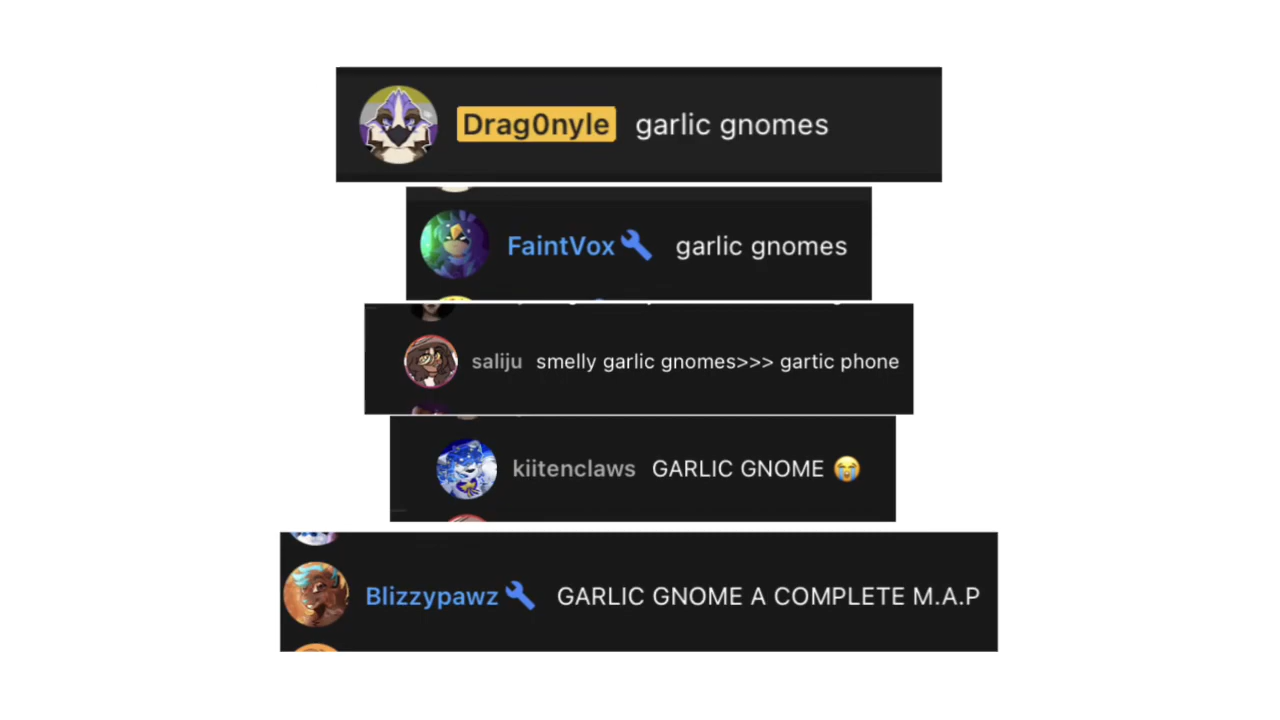 Drag0nyle garlic gnomes
FaintVox garlic gnomes
saliju smelly garlic gnomes>>> gartic phone
kiitenclaws GARLIC GNOME 😭
Blizzypawz GARLIC GNOME A COMPLETE M.A.P